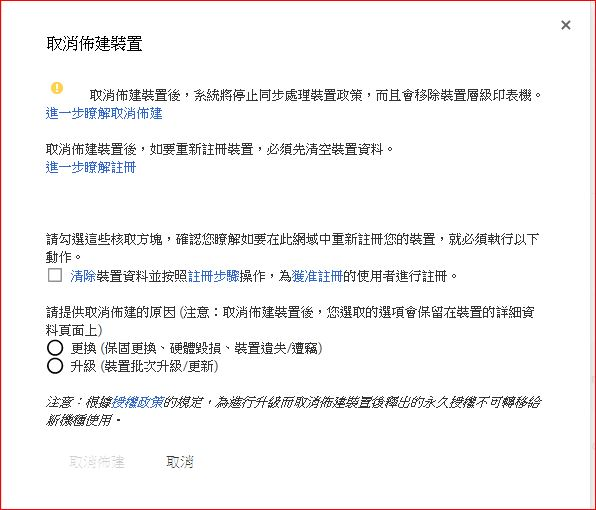 取消佈建裝置
取消佈建裝置後，系統將停止同步處理裝置政策，而且會移除裝置層級印表機。
進一步瞭解取消佈建
取消佈建裝置後，如要重新註冊裝置，必須先清空裝置資料。
進一步瞭解註冊
請勾選這些核取方塊，確認您瞭解如要在此網域中重新註冊您的裝置，就必須執行以下
動作。
清除裝置資料並按照註冊步驟操作，為獲准註冊的使用者進行註冊。
請提供取消佈建的原因 (注意：取消佈建裝置後，您選取的選項會保留在裝置的詳細資
料頁面上)
更換 (保固更換、硬體毀損、裝置遺失/遭竊)
升級 (裝置批次升級/更新)
注意：根據授權政策的規定，為進行升級而取消佈建裝置後釋出的永久授權不可轉移給
新機種使用。
取消佈建 取消